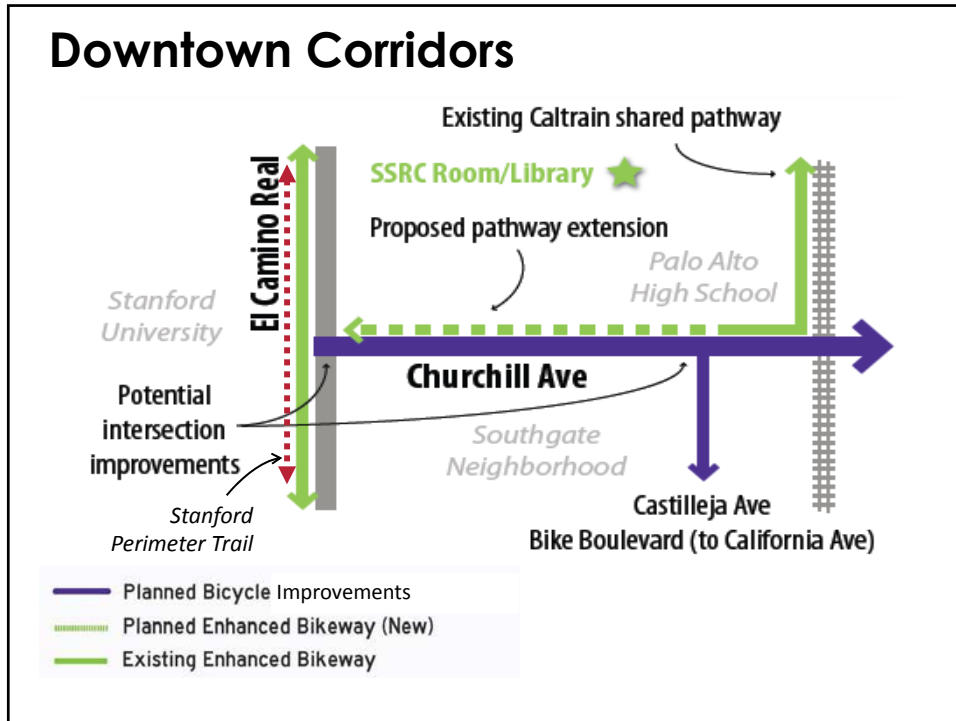 Downtown Corridors
Existing Caltrain shared pathway
El Camino Real
SSRC Room/Library
Proposed pathway extension
Stanford
University
Palo Alto
High School
Churchill Ave
Potential
intersection
improvements
Southgate
Neighborhood
Stanford
Perimeter Trail
Castilleja Ave
Bike Boulevard (to California Ave)
Planned Bicycle Improvements
Planned Enhanced Bikeway (New)
Existing Enhanced Bikeway